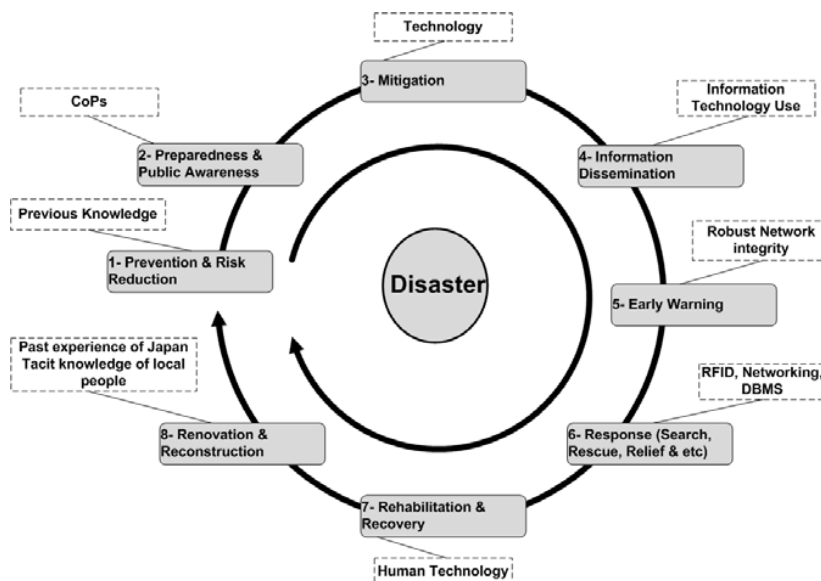 Technology
3- Mitigation
CoPs
2- Preparedness &
Public Awareness
Information
Technology Use
4- Information
Dissemination
Previous Knowledge
1- Prevention & Risk
Reduction
Robust Network
integrity
5- Early Warning
Disaster
Past experience of Japan
Tacit knowledge of local
people
8- Renovation &
Reconstruction
RFID, Networking,
DBMS
6- Response (Search,
Rescue, Relief & etc)
7- Rehabilitation &
Recovery
Human Technology